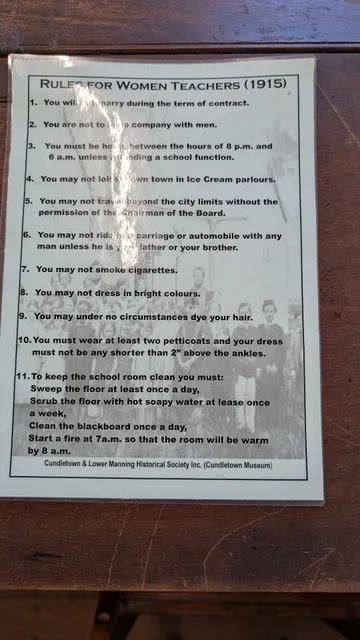 RULES FOR WOMEN TEACHERS (1915)
1. You will not marry during the term of contract.
2. You are not to keep company with men.
3. You must be home between the hours of 8 p.m. and
6 a.m. unless attending a school function.
4. You may not loiter down town in Ice Cream parlours.
5. You may not travel beyond the city limits without the
permission of the Chairman of the Board.
6. You may not ride in a carriage or automobile with any
man unless he is your father or your brother.
7. You may not smoke cigarettes.
8. You may not dress in bright colours.
9. You may under no circumstances dye your hair.
10. You must wear at least two petticoats and your dress
must not be any shorter than 2" above the ankles.
11. To keep the school room clean you must:
Sweep the floor at least once a day,
Scrub the floor with hot soapy water at lease once
a week,
Clean the blackboard once a day,
Start a fire at 7a.m. so that the room will be warm
by 8 a.m.
Cundletown & Lower Manning Historical Society Inc. (Cundletown Museum)